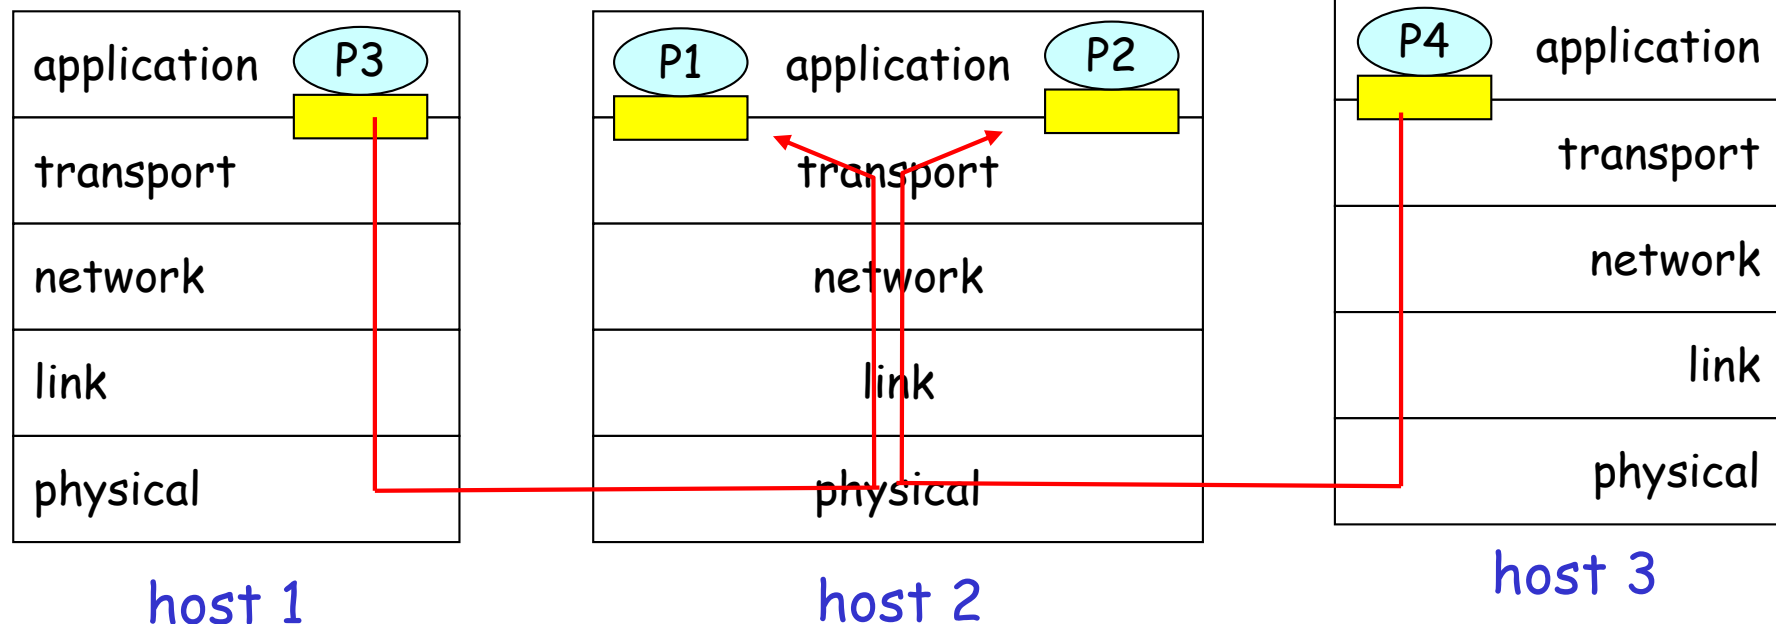 application P3
transport
network
link
physical
host 1
P1 application P2
transport
network
link
physical
host 2
P4 application
transport
network
link
physical
host 3